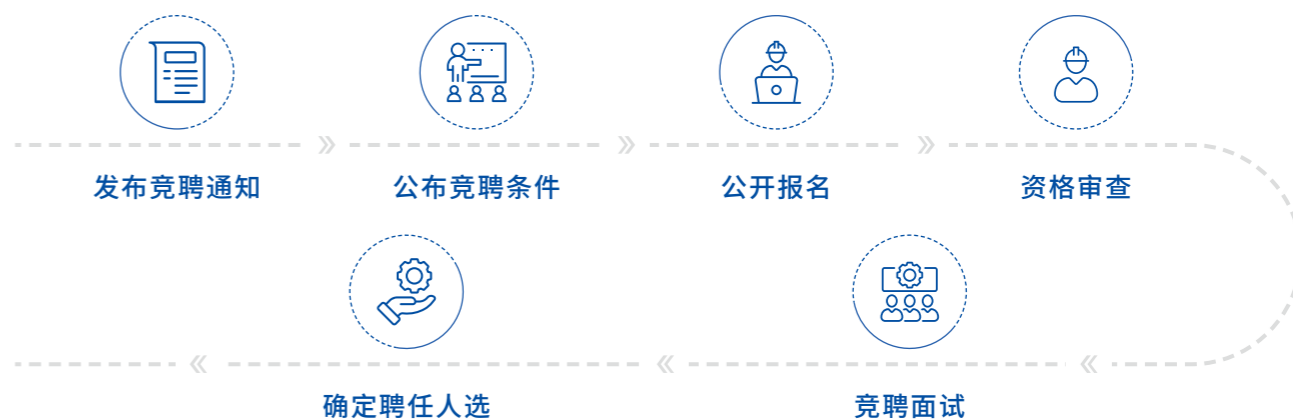 发布竞聘通知
公布竞聘条件
公开报名
资格审查
竞聘面试
确定聘任人选